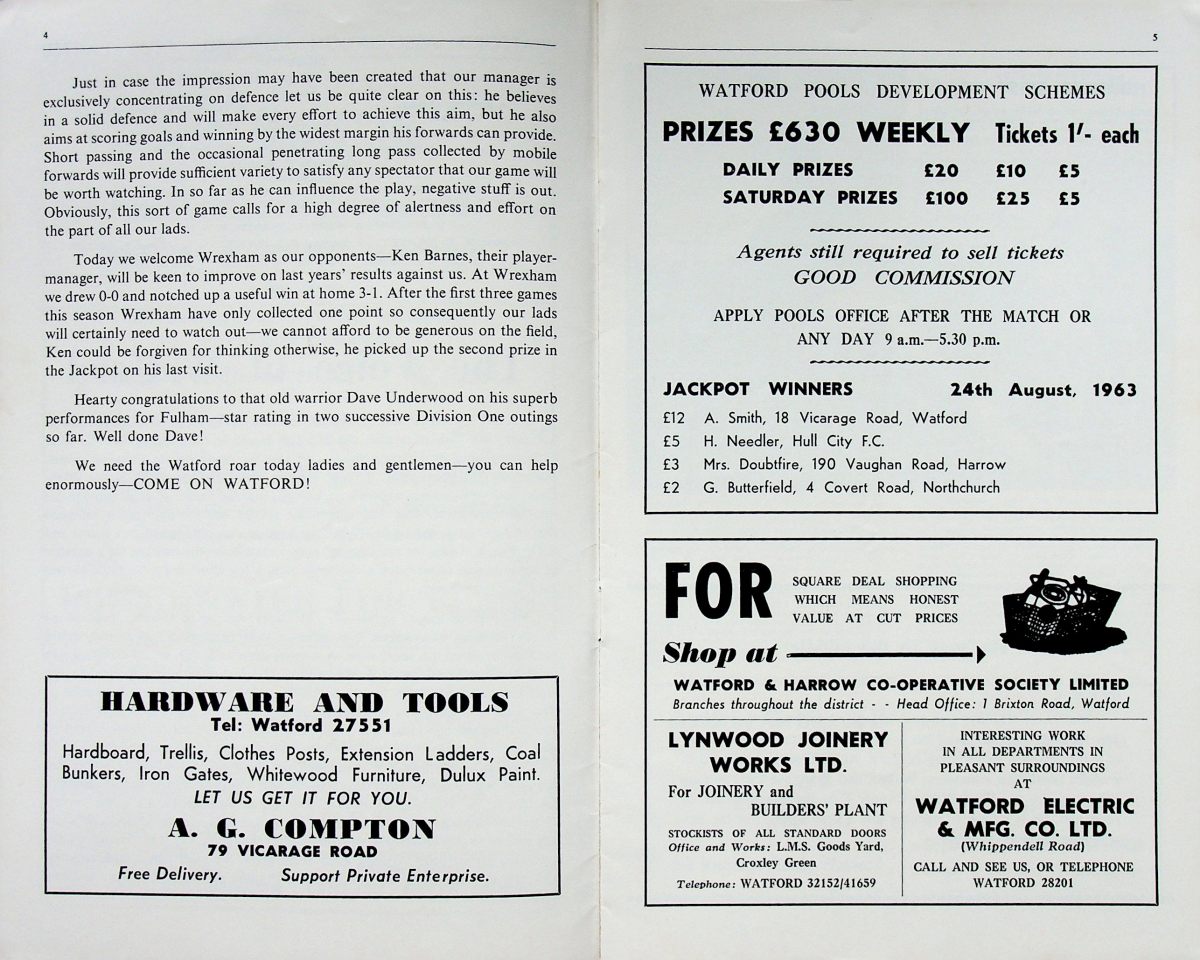 4
Just in case the impression may have been created that our manager is
exclusively concentrating on defence let us be quite clear on this: he believes
in a solid defence and will make every effort to achieve this aim, but he also
aims at scoring goals and winning by the widest margin his forwards can provide.
Short passing and the occasional penetrating long pass collected by mobile
forwards will provide sufficient variety to satisfy any spectator that our game will
be worth watching. In so far as he can influence the play, negative stuff is out.
Obviously, this sort of game calls for a high degree of alertness and effort on
the part of all our lads.
Today we welcome Wrexham as our opponents—Ken Barnes, their player-
manager, will be keen to improve on last years' results against us. At Wrexham
we drew 0-0 and notched up a useful win at home 3-1. After the first three games
this season Wrexham have only collected one point so consequently our lads
will certainly need to watch out—we cannot afford to be generous on the field,
Ken could be forgiven for thinking otherwise, he picked up the second prize in
the Jackpot on his last visit.
Hearty congratulations to that old warrior Dave Underwood on his superb
performances for Fulham—star rating in two successive Division One outings
so far. Well done Dave!
We need the Watford roar today ladies and gentlemen—you can help
enormously—COME ON WATFORD!
HARDWARE AND TOOLS
Tel: Watford 27551
Hardboard, Trellis, Clothes Posts, Extension Ladders, Coal
Bunkers, Iron Gates, Whitewood Furniture, Dulux Paint.
LET US GET IT FOR YOU.
A. G. COMPTON
79 VICARAGE ROAD
Free Delivery. Support Private Enterprise.
5
WATFORD POOLS DEVELOPMENT SCHEMES
PRIZES £630 WEEKLY Tickets 1'- each
DAILY PRIZES £20 £10 £5
SATURDAY PRIZES £100 £25 £5
Agents still required to sell tickets
GOOD COMMISSION
APPLY POOLS OFFICE AFTER THE MATCH OR
ANY DAY 9 a.m.—5.30 p.m.
JACKPOT WINNERS 24th August, 1963
£12 A. Smith, 18 Vicarage Road, Watford
£5 H. Needler, Hull City F.C.
£3 Mrs. Doubtfire, 190 Vaughan Road, Harrow
£2 G. Butterfield, 4 Covert Road, Northchurch
FOR
SQUARE DEAL SHOPPING
WHICH MEANS HONEST
VALUE AT CUT PRICES
Shop at
WATFORD & HARROW CO-OPERATIVE SOCIETY LIMITED
Branches throughout the district - - Head Office: 1 Brixton Road, Watford
LYNWOOD JOINERY
WORKS LTD.
For JOINERY and
BUILDERS' PLANT
STOCKISTS OF ALL STANDARD DOORS
Office and Works: L.M.S. Goods Yard,
Croxley Green
Telephone: WATFORD 32152/41659
INTERESTING WORK
IN ALL DEPARTMENTS IN
PLEASANT SURROUNDINGS
AT
WATFORD ELECTRIC
& MFG. CO. LTD.
(Whippendell Road)
CALL AND SEE US, OR TELEPHONE
WATFORD 28201